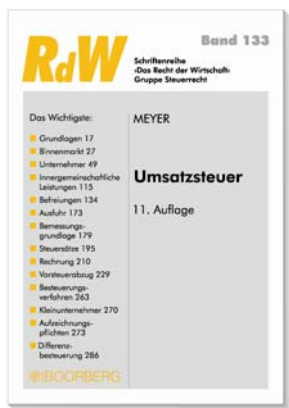 RdW
Band 133
Schriftenreihe
›Das Recht der Wirtschaft‹
Gruppe Steuerrecht
Das Wichtigste:
Grundlagen 17
Binnenmarkt 27
Unternehmer 49
Innergemeinschaftliche
Leistungen 115
Befreiungen 134
Ausfuhr 173
Bemessungs-
grundlage 179
Steuersätze 195
Rechnung 210
Vorsteuerabzug 229
Besteuerungs-
verfahren 263
Kleinunternehmer 270
Aufzeichnungs-
pflichten 273
Differenz-
besteuerung 286
BOORBERG
MEYER
Umsatzsteuer
11. Auflage